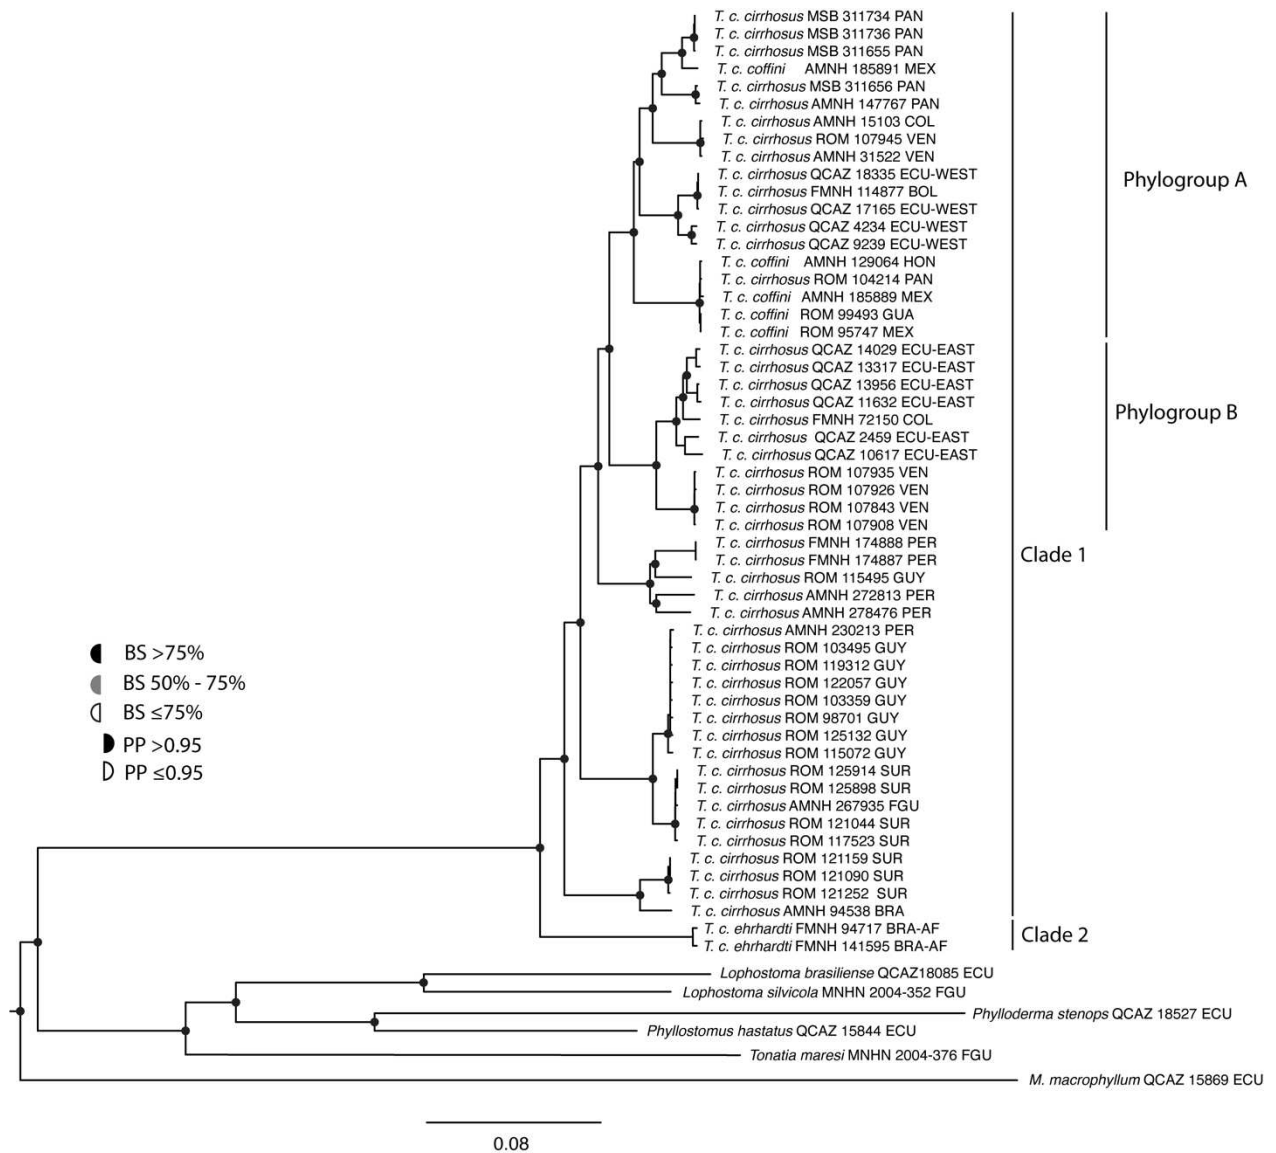 T. c. cirrhosus MSB 311734 PAN
T. c. cirrhosus MSB 311736 PAN
T. c. cirrhosus MSB 311655 PAN
T. c. coffini AMNH 185891 MEX
T. c. cirrhosus MSB 311656 PAN
T. c. cirrhosus AMNH 147767 PAN
T. c. cirrhosus AMNH 15103 COL
T. c. cirrhosus ROM 107945 VEN
T. c. cirrhosus AMNH 31522 VEN
T. c. cirrhosus QCAZ 18335 ECU-WEST
T. c. cirrhosus FMNH 114877 BOL
T. c. cirrhosus QCAZ 17165 ECU-WEST
T. c. cirrhosus QCAZ 4234 ECU-WEST
T. c. cirrhosus QCAZ 9239 ECU-WEST
T. c. coffini AMNH 129064 HON
T. c. cirrhosus ROM 104214 PAN
T. c. coffini AMNH 185889 MEX
T. c. coffini ROM 99493 GUA
T. c. coffini ROM 95747 MEX
Phylogroup A
T. c. cirrhosus QCAZ 14029 ECU-EAST
T. c. cirrhosus QCAZ 13317 ECU-EAST
T. c. cirrhosus QCAZ 13956 ECU-EAST
T. c. cirrhosus QCAZ 11632 ECU-EAST
T. c. cirrhosus FMNH 72150 COL
T. c. cirrhosus QCAZ 2459 ECU-EAST
T. c. cirrhosus QCAZ 10617 ECU-EAST
T. c. cirrhosus ROM 107935 VEN
T. c. cirrhosus ROM 107926 VEN
T. c. cirrhosus ROM 107843 VEN
T. c. cirrhosus ROM 107908 VEN
Phylogroup B
T. c. cirrhosus FMNH 174888 PER
T. c. cirrhosus FMNH 174887 PER
T. c. cirrhosus ROM 115495 GUY
T. c. cirrhosus AMNH 272813 PER
T. c. cirrhosus AMNH 278476 PER
T. c. cirrhosus AMNH 230213 PER
T. c. cirrhosus ROM 103495 GUY
T. c. cirrhosus ROM 119312 GUY
T. c. cirrhosus ROM 122057 GUY
T. c. cirrhosus ROM 103359 GUY
T. c. cirrhosus ROM 98701 GUY
T. c. cirrhosus ROM 125132 GUY
T. c. cirrhosus ROM 115072 GUY
T. c. cirrhosus ROM 125914 SUR
T. c. cirrhosus ROM 125898 SUR
T. c. cirrhosus AMNH 267935 FGU
T. c. cirrhosus ROM 121044 SUR
T. c. cirrhosus ROM 117523 SUR
T. c. cirrhosus ROM 121159 SUR
T. c. cirrhosus ROM 121090 SUR
T. c. cirrhosus ROM 121252 SUR
T. c. cirrhosus AMNH 94538 BRA
Clade 1
T. c. ehrhardti FMNH 94717 BRA-AF
T. c. ehrhardti FMNH 141595 BRA-AF
Clade 2
Lophostoma brasiliense QCAZ18085 ECU
Lophostoma silvicola MNHN 2004-352 FGU
Phylloderma stenops QCAZ 18527 ECU
Phyllostomus hastatus QCAZ 15844 ECU
Tonatia maresi MNHN 2004-376 FGU
M. macrophyllum QCAZ 15869 ECU
BS >75%
BS 50% - 75%
BS ≤75%
PP >0.95
PP ≤0.95
0.08